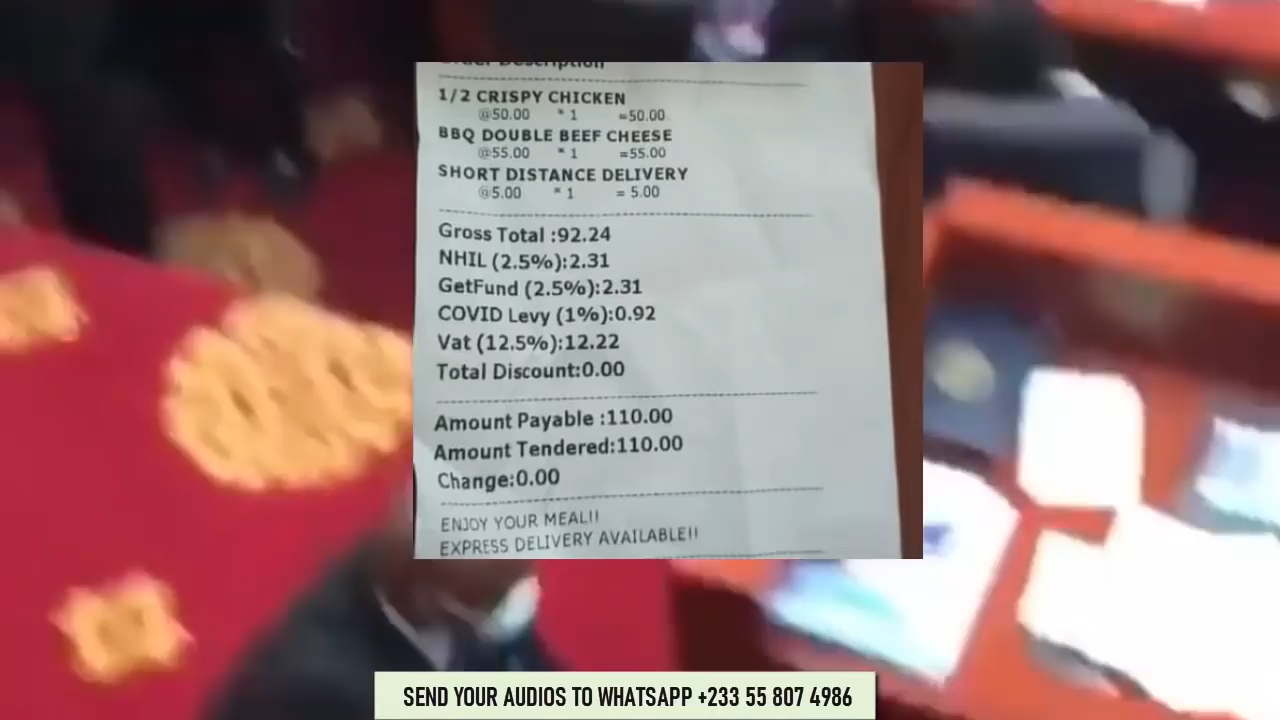 Order Description
1/2 CRISPY CHICKEN
@50.00 * 1 =50.00
BBQ DOUBLE BEEF CHEESE
@55.00 * 1 =55.00
SHORT DISTANCE DELIVERY
@5.00 * 1 = 5.00
Gross Total :92.24
NHIL (2.5%):2.31
GetFund (2.5%):2.31
COVID Levy (1%):0.92
Vat (12.5%):12.22
Total Discount:0.00
Amount Payable :110.00
Amount Tendered:110.00
Change:0.00
ENJOY YOUR MEAL!!
EXPRESS DELIVERY AVAILABLE!!
SEND YOUR AUDIOS TO WHATSAPP +233 55 807 4986